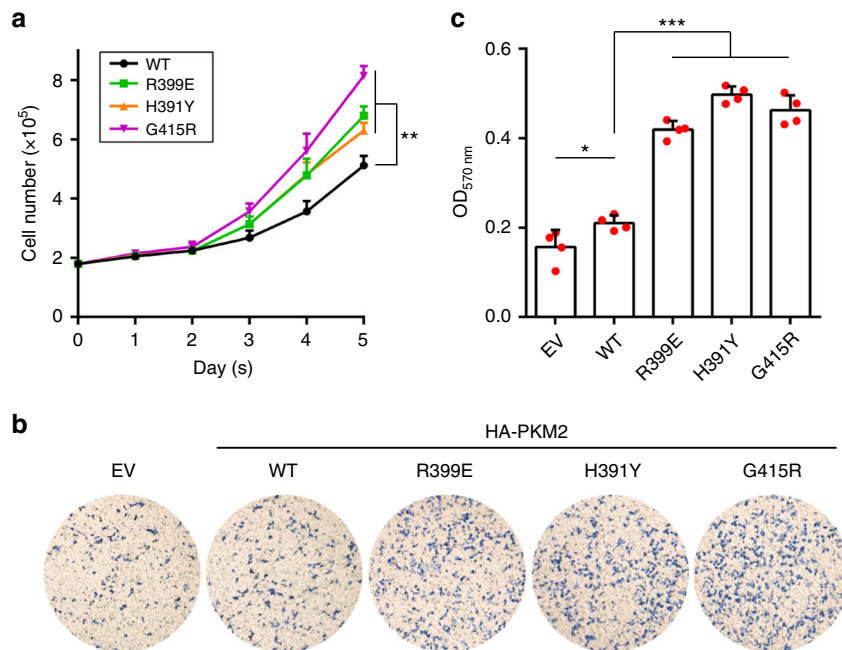 a
Cell number (×10⁵)
8
6
4
2
0
0 1 2 3 4 5
Day (s)
WT
R399E
H391Y
G415R
**
c
OD570 nm
0.6
0.4
0.2
0.0
*
***
EV WT R399E H391Y G415R
b
HA-PKM2
EV WT R399E H391Y G415R